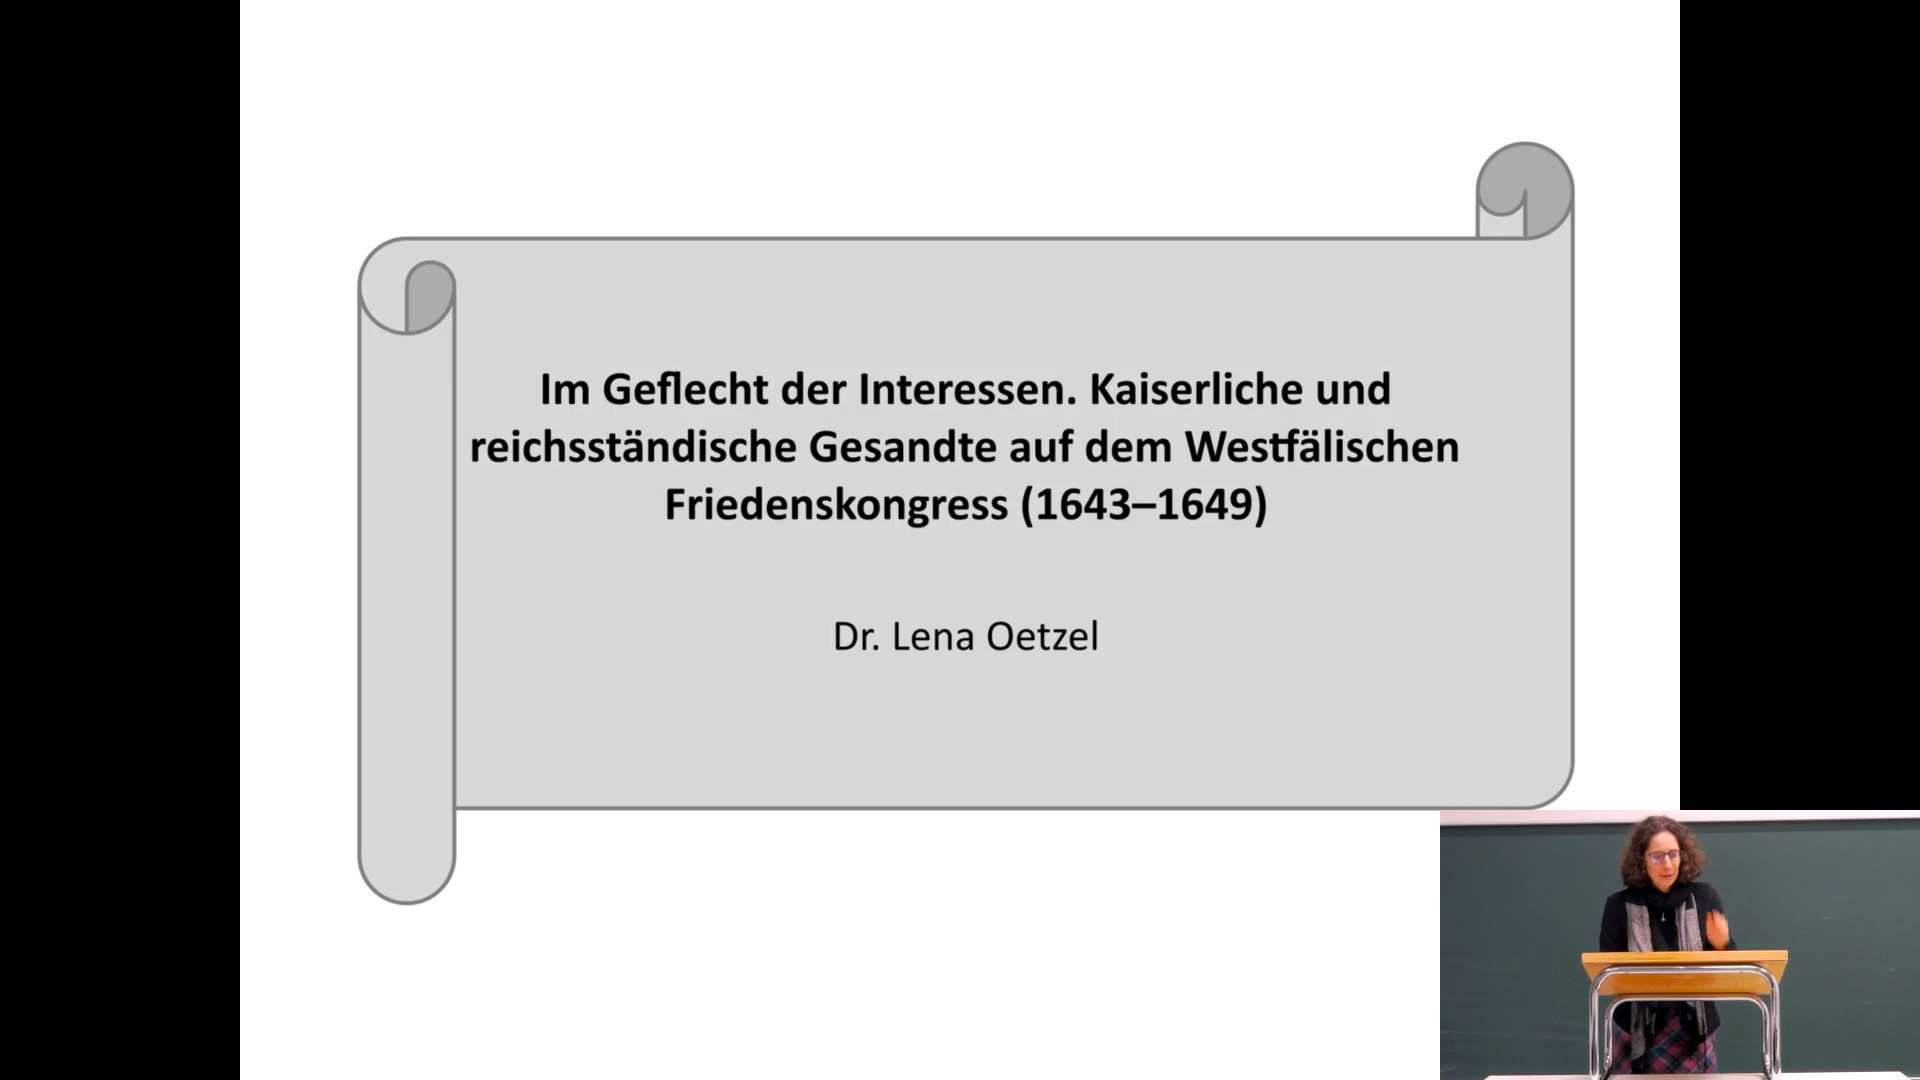 Im Geflecht der Interessen. Kaiserliche und
reichsständische Gesandte auf dem Westfälischen
Friedenskongress (1643–1649)
Dr. Lena Oetzel